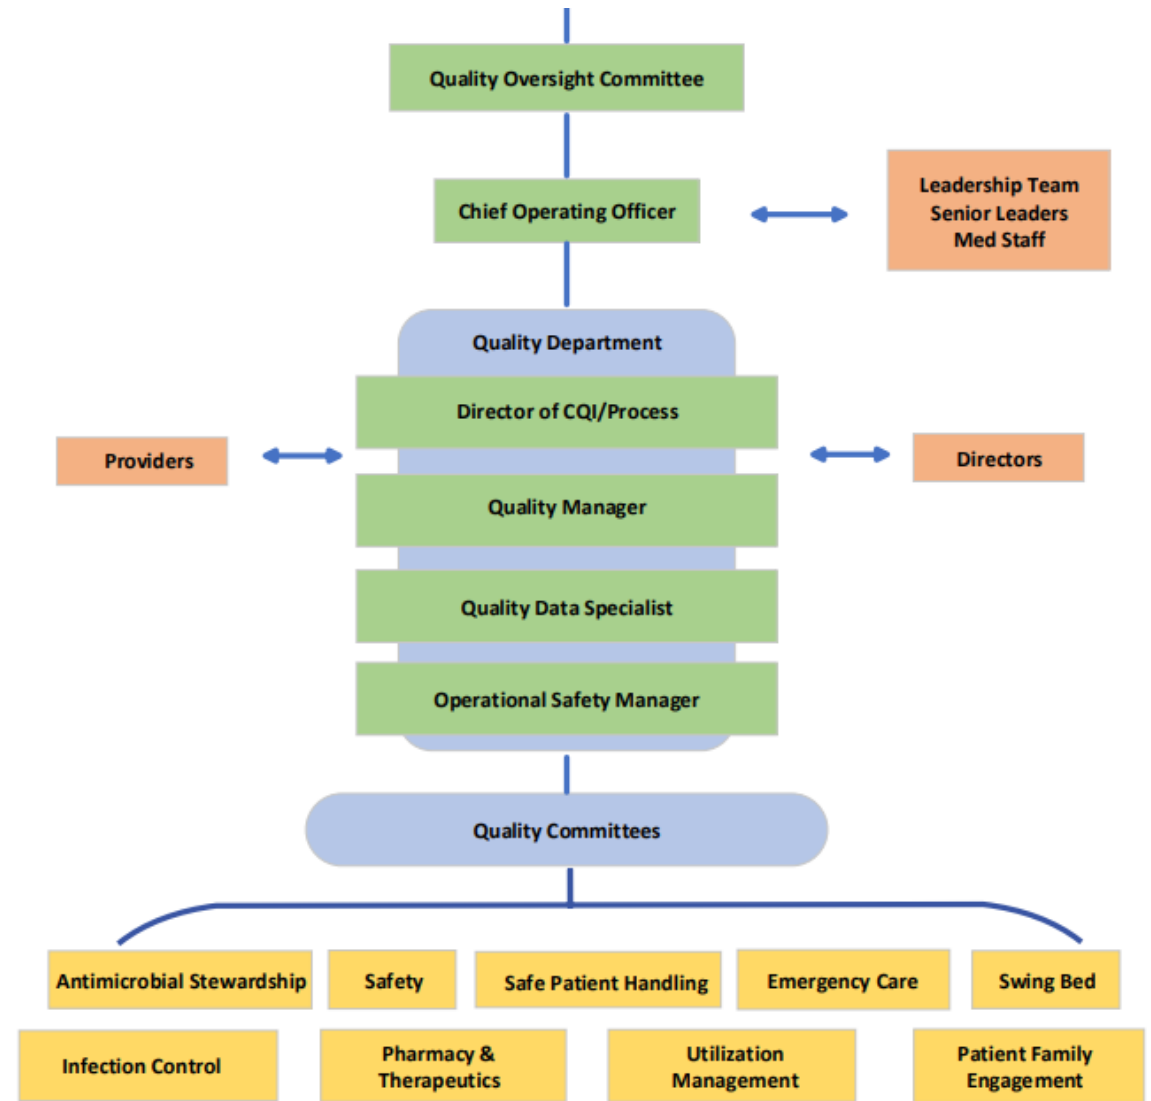 Quality Oversight Committee
Chief Operating Officer
Leadership Team
Senior Leaders
Med Staff
Quality Department
Director of CQI/Process
Providers
Directors
Quality Manager
Quality Data Specialist
Operational Safety Manager
Quality Committees
Antimicrobial Stewardship
Safety
Safe Patient Handling
Emergency Care
Swing Bed
Infection Control
Pharmacy &
Therapeutics
Utilization
Management
Patient Family
Engagement